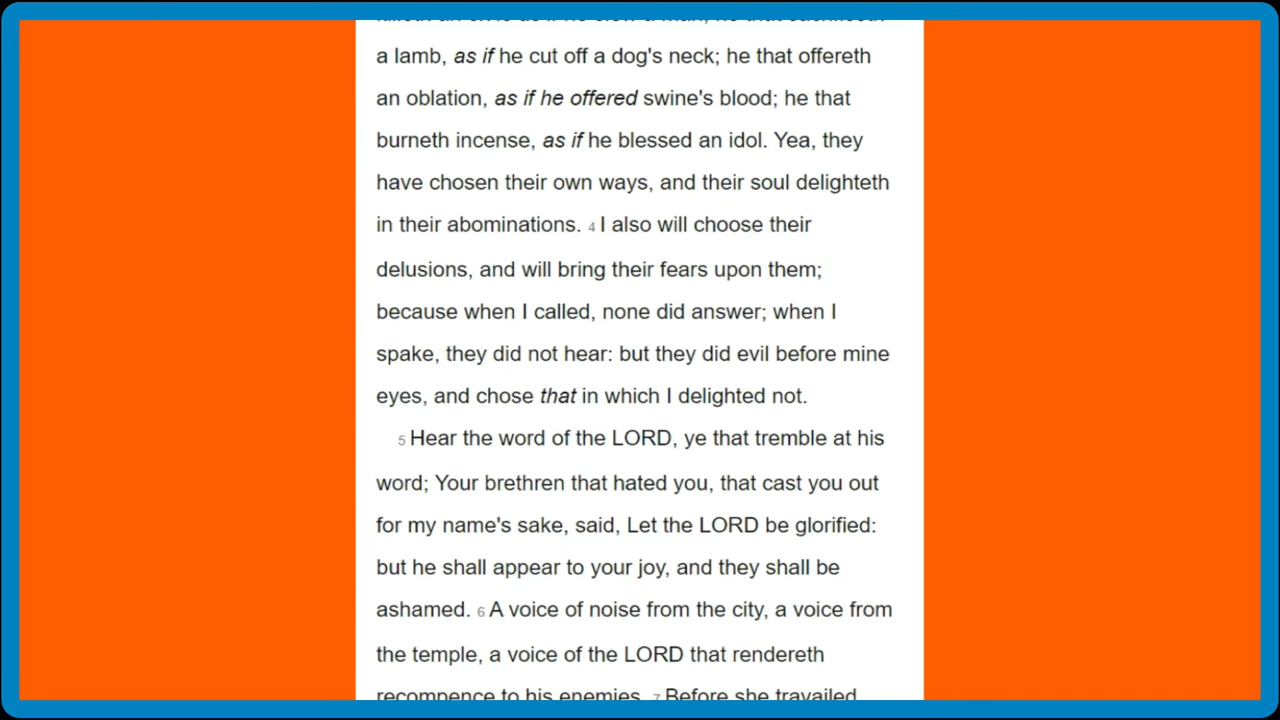 a lamb, as if he cut off a dog's neck; he that offereth
an oblation, as if he offered swine's blood; he that
burneth incense, as if he blessed an idol. Yea, they
have chosen their own ways, and their soul delighteth
in their abominations. 4 I also will choose their
delusions, and will bring their fears upon them;
because when I called, none did answer; when I
spake, they did not hear: but they did evil before mine
eyes, and chose that in which I delighted not.
5 Hear the word of the LORD, ye that tremble at his
word; Your brethren that hated you, that cast you out
for my name's sake, said, Let the LORD be glorified:
but he shall appear to your joy, and they shall be
ashamed. 6 A voice of noise from the city, a voice from
the temple, a voice of the LORD that rendereth
recompence to his enemies. 7 Before she travailed